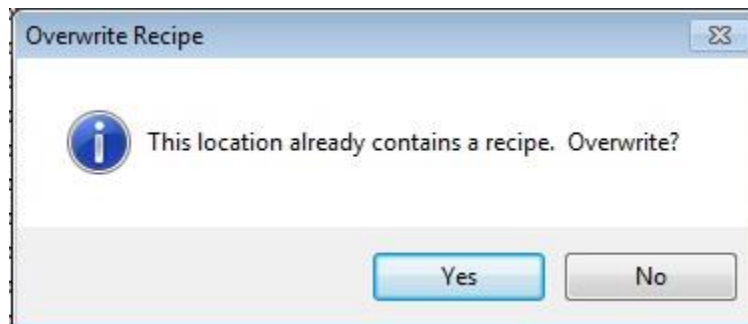 Overwrite Recipe
This location already contains a recipe.  Overwrite?
Yes
No